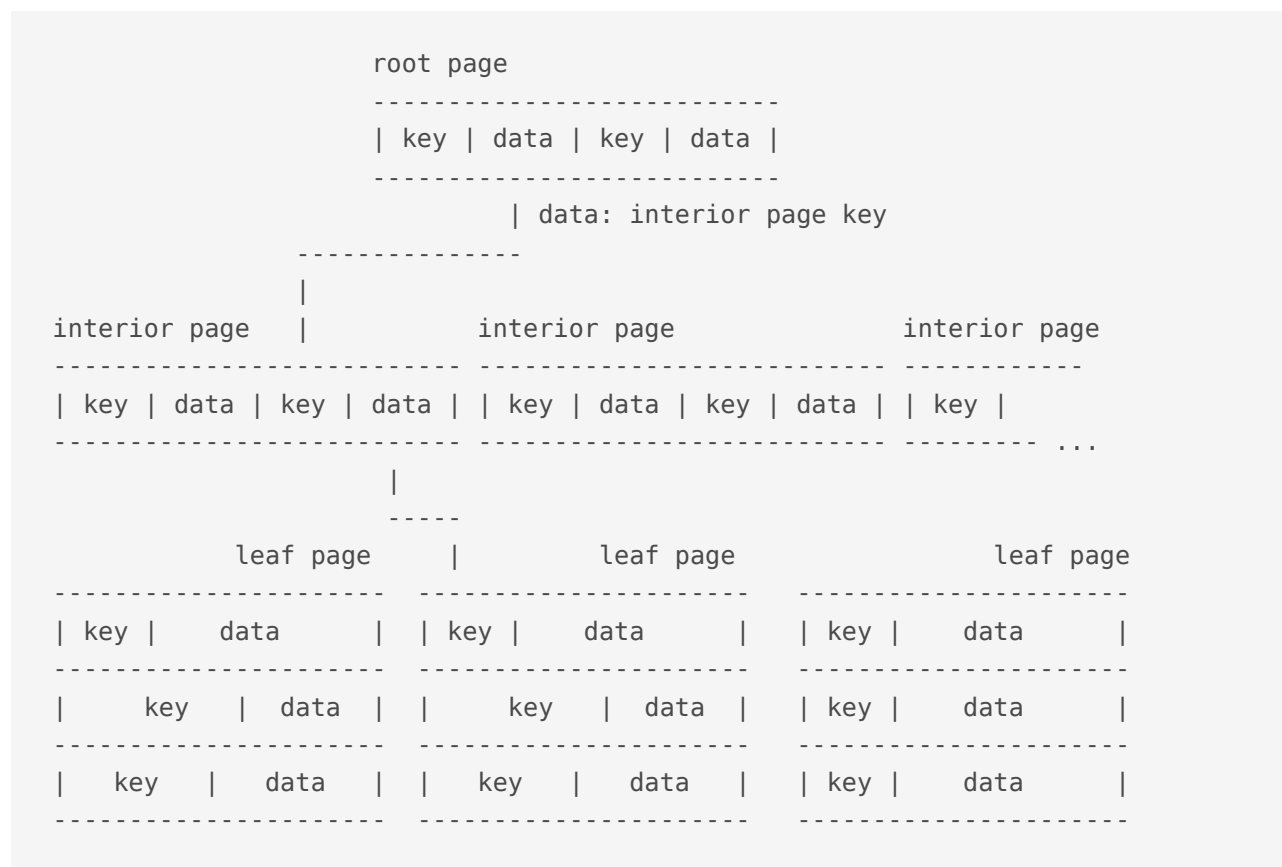 root page
---------------------------
| key | data | key | data |
---------------------------
| data: interior page key
---------------
|
interior page | interior page interior page
--------------------------- --------------------------- ------------
| key | data | key | data | | key | data | key | data | | key |
--------------------------- --------------------------- --------- ...
|
-----
leaf page | leaf page leaf page
---------------------- ---------------------- ----------------------
| key | data | | key | data | | key | data |
---------------------- ---------------------- ----------------------
| key | data | | key | data | | key | data |
---------------------- ---------------------- ----------------------
| key | data | | key | data | | key | data |
---------------------- ---------------------- ----------------------